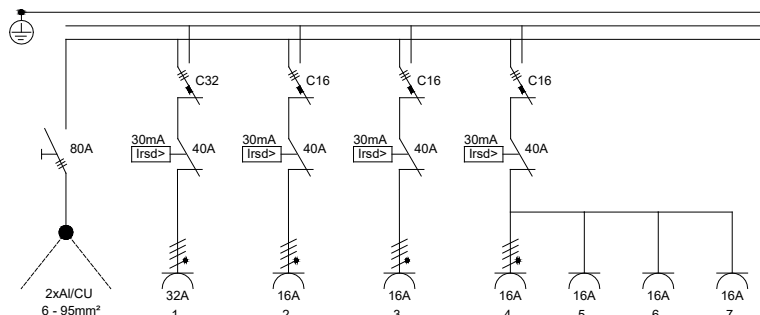 C32 C16 C16 C16
30mA 30mA 30mA 30mA
80A Irsd> 40A Irsd> 40A Irsd> 40A Irsd> 40A
2xAl/CU 32A 16A 16A 16A 16A 16A 16A
6 - 95mm² 1 2 3 4 5 6 7